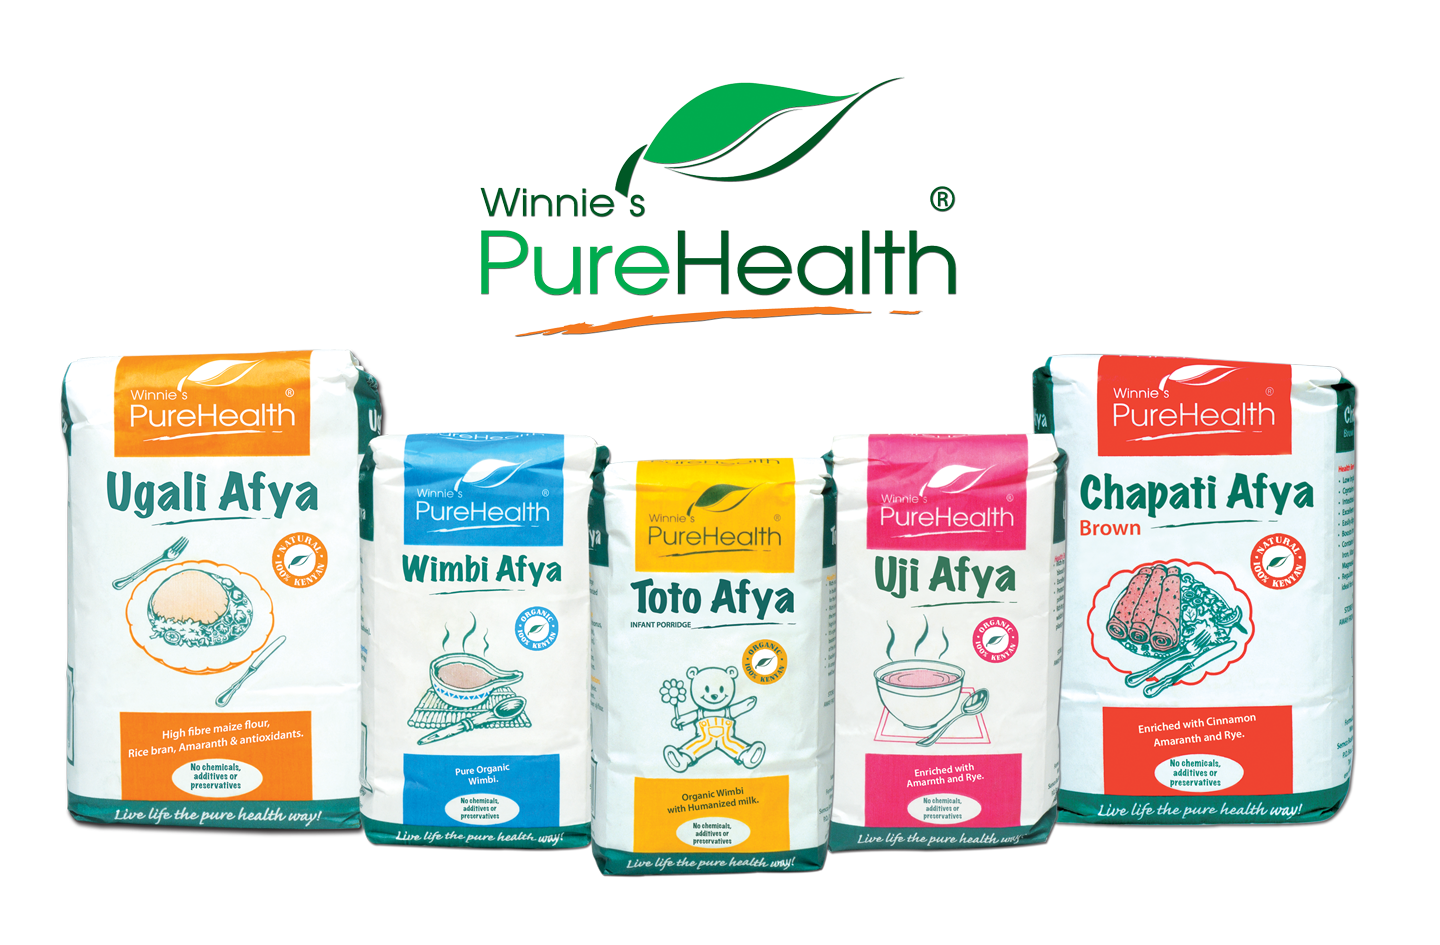 Winnie's
®
PureHealth
Winnie's
®
PureHealth
Ugali Afya
NATURAL
100% KENYAN
High fibre maize flour,
Rice bran, Amaranth & antioxidants.
No chemicals,
additives or
preservatives
Live life the pure health way!
PureHealth
Winnie's
®
PureHealth
Wimbi Afya
ORGANIC
100% KENYAN
Pure Organic
Wimbi.
No chemicals,
additives or
preservatives
Live life the pure health way!
PureHealth
Winnie's
®
PureHealth
Toto Afya
INFANT PORRIDGE
ORGANIC
100% KENYAN
Organic Wimbi
with Humanized milk.
No chemicals,
additives or
preservatives
Live life the pure health way!
Winnie's
®
PureHealth
Uji Afya
ORGANIC
100% KENYAN
Enriched with
Amarnth and Rye.
No chemicals,
additives or
preservatives
Live life the pure health way!
Winnie's
®
PureHealth
Chapati Afya
Brown
NATURAL
100% KENYAN
Enriched with Cinnamon
Amaranth and Rye.
No chemicals,
additives or
preservatives
Live life the pure health way!